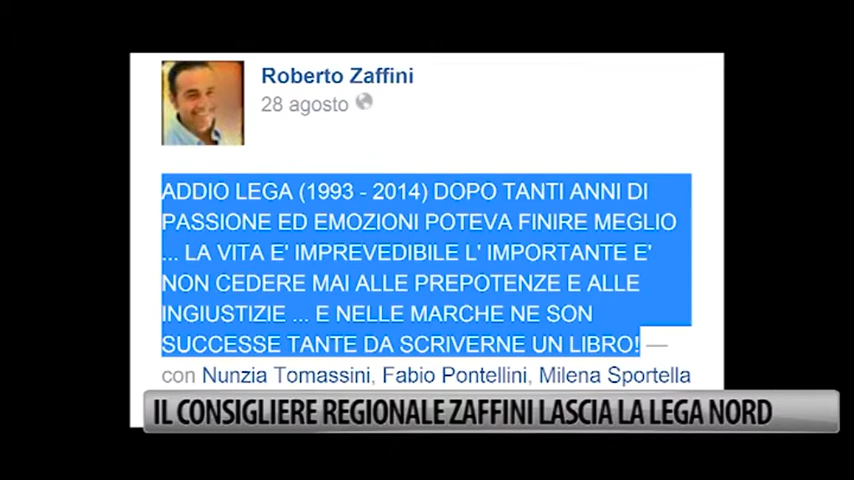 Roberto Zaffini
28 agosto
ADDIO LEGA (1993 - 2014) DOPO TANTI ANNI DI
PASSIONE ED EMOZIONI POTEVA FINIRE MEGLIO
... LA VITA E' IMPREVEDIBILE L' IMPORTANTE E'
NON CEDERE MAI ALLE PREPOTENZE E ALLE
INGIUSTIZIE ... E NELLE MARCHE NE SON
SUCCESSE TANTE DA SCRIVERNE UN LIBRO! —
con Nunzia Tomassini, Fabio Pontellini, Milena Sportella
IL CONSIGLIERE REGIONALE ZAFFINI LASCIA LA LEGA NORD